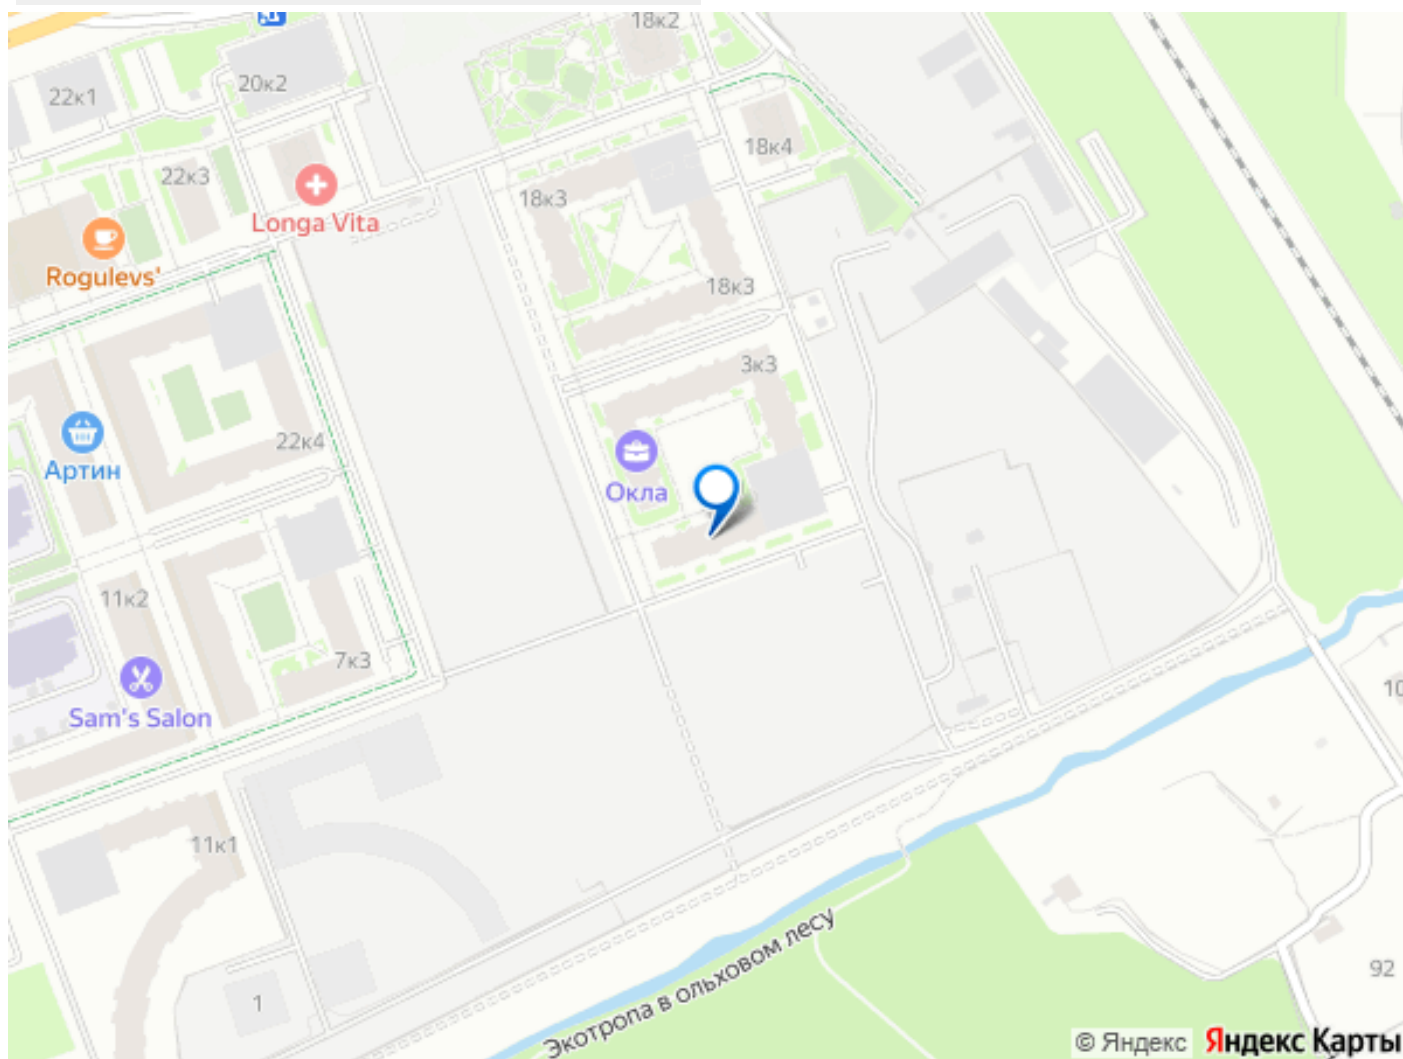 18к2
22к1
20к2
18к4
22к3
18к3
Longa Vita
Rogulevs'
18к3
3к3
Артин
22к4
Окла
11к2
7к3
Sam's Salon
10
11к1
Экотропа в ольховом лесу
92
1
© Яндекс Яндекс Карты